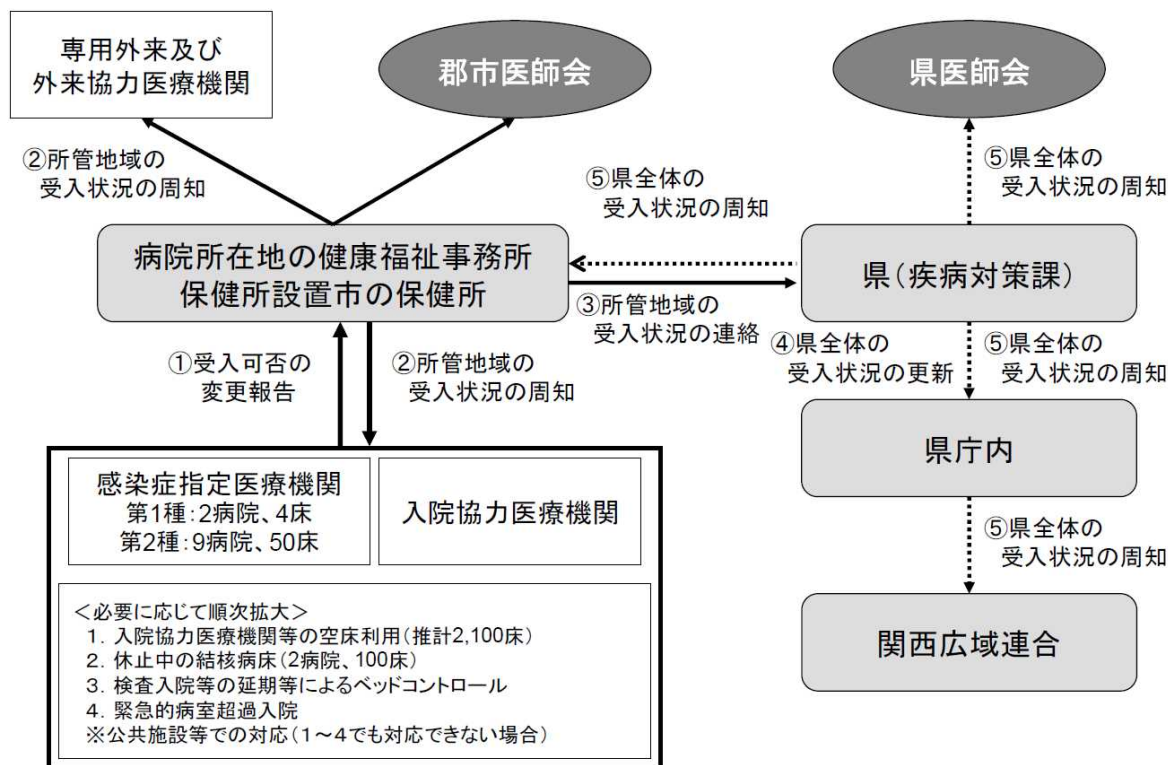 専用外来及び
外来協力医療機関
郡市医師会
県医師会
②所管地域の
受入状況の周知
⑤県全体の
受入状況の周知
⑤県全体の
受入状況の周知
病院所在地の健康福祉事務所
保健所設置市の保健所
県(疾病対策課)
③所管地域の
受入状況の連絡
①受入可否の
変更報告
②所管地域の
受入状況の周知
④県全体の
受入状況の更新
⑤県全体の
受入状況の周知
県庁内
感染症指定医療機関
第1種:2病院、4床
第2種:9病院、50床
入院協力医療機関
⑤県全体の
受入状況の周知
関西広域連合
<必要に応じて順次拡大>
1．入院協力医療機関等の空床利用(推計2,100床)
2．休止中の結核病床(2病院、100床)
3．検査入院等の延期等によるベッドコントロール
4．緊急的病室超過入院
※公共施設等での対応(1～4でも対応できない場合)